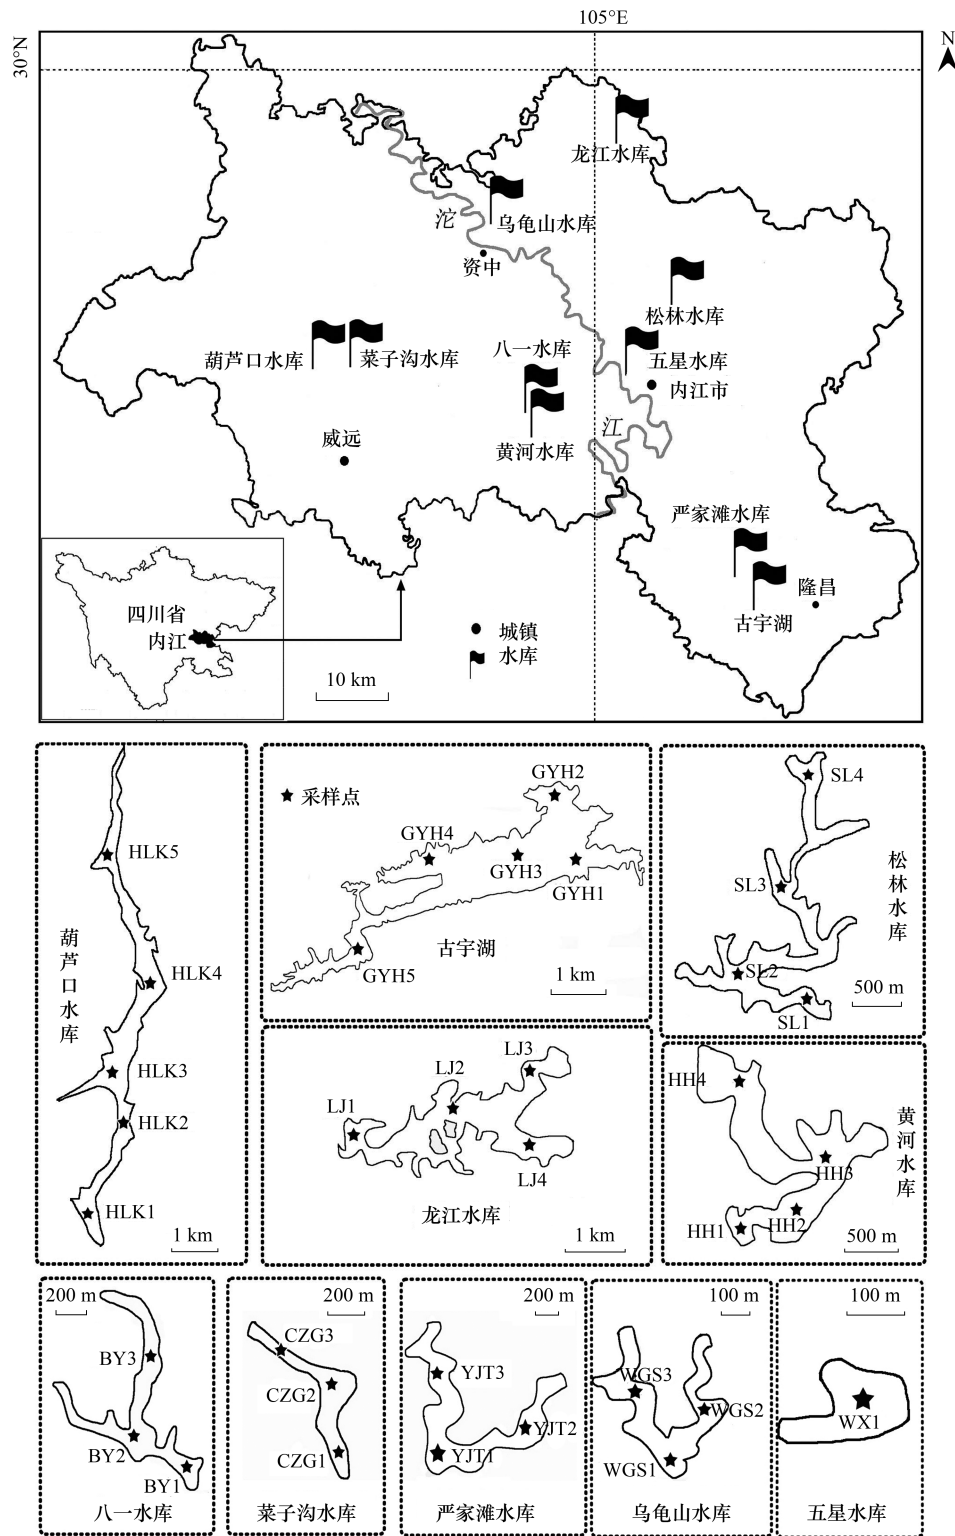 105°E
30°N
N
龙江水库
沱
乌龟山水库
资中
松林水库
葫芦口水库
菜子沟水库
八一水库
五星水库
内江市
江
黄河水库
威远
严家滩水库
隆昌
古宇湖
四川省
内江
城镇
水库
10 km
HLK5
HLK4
HLK3
HLK2
HLK1
葫芦口水库
1 km
采样点
GYH2
GYH4
GYH3
GYH1
GYH5
古宇湖
1 km
SL4
SL3
SL2
SL1
松林水库
500 m
LJ3
LJ2
LJ1
LJ4
龙江水库
1 km
HH4
HH3
HH2
HH1
黄河水库
500 m
200 m
BY3
BY2
BY1
八一水库
200 m
CZG3
CZG2
CZG1
菜子沟水库
200 m
YJT3
YJT2
YJT1
严家滩水库
100 m
WGS3
WGS2
WGS1
乌龟山水库
100 m
WX1
五星水库